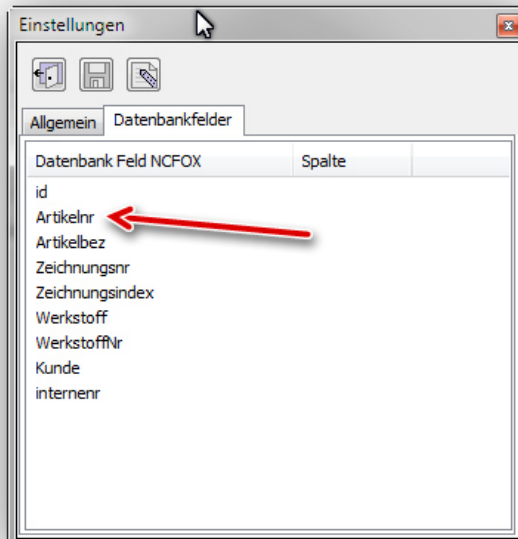 Einstellungen
Allgemein Datenbankfelder
Datenbank Feld NCFOX Spalte
id
Artikelnr
Artikelbez
Zeichnungsnr
Zeichnungsindex
Werkstoff
WerkstoffNr
Kunde
internenr